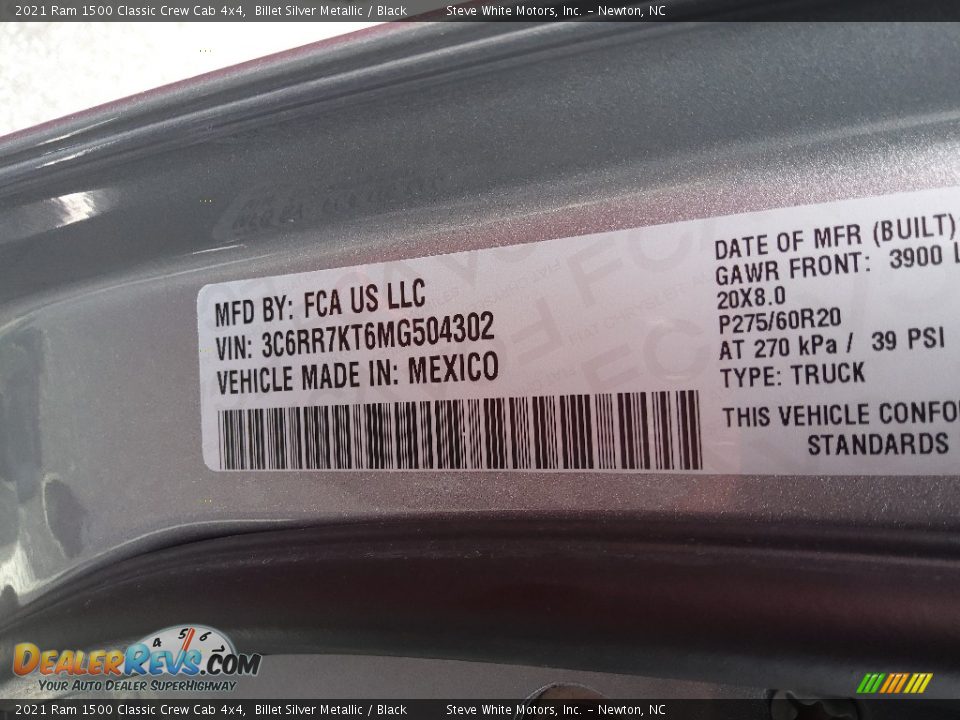 2021 Ram 1500 Classic Crew Cab 4x4, Billet Silver Metallic / Black Steve White Motors, Inc. – Newton, NC
MFD BY: FCA US LLC
VIN: 3C6RR7KT6MG504302
VEHICLE MADE IN: MEXICO
DATE OF MFR (BUILT)
GAWR FRONT: 3900 L
20X8.0
P275/60R20
AT 270 kPa / 39 PSI
TYPE: TRUCK
THIS VEHICLE CONFO
STANDARDS
4 5 6
DEALERREVS.COM
YOUR AUTO DEALER SUPERHIGHWAY
2021 Ram 1500 Classic Crew Cab 4x4, Billet Silver Metallic / Black Steve White Motors, Inc. – Newton, NC